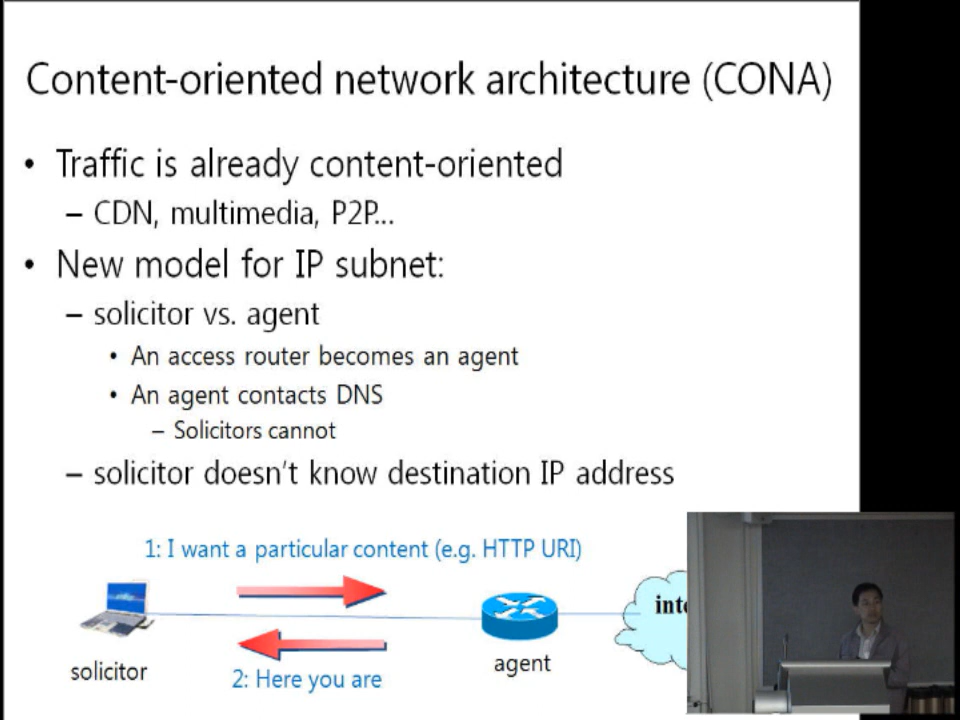 Content-oriented network architecture (CONA)
• Traffic is already content-oriented
– CDN, multimedia, P2P...
• New model for IP subnet:
– solicitor vs. agent
• An access router becomes an agent
• An agent contacts DNS
– Solicitors cannot
– solicitor doesn't know destination IP address
1: I want a particular content (e.g. HTTP URI)
solicitor
2: Here you are
agent